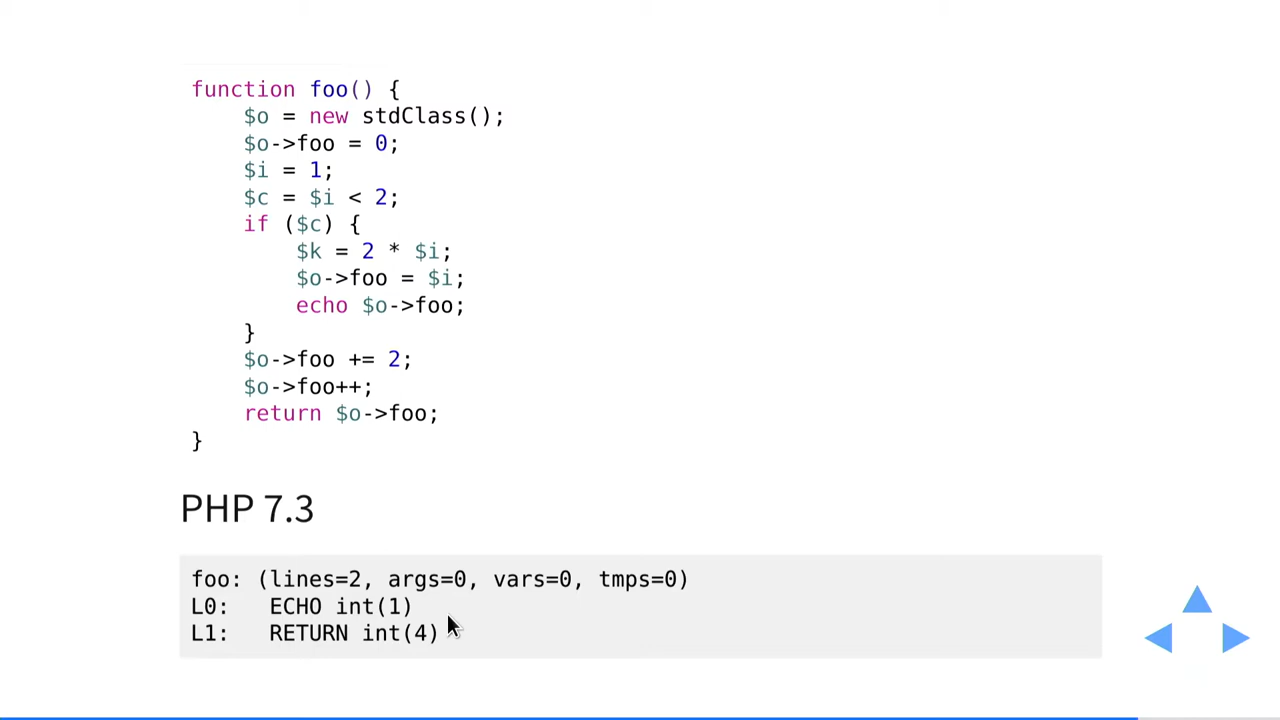 function foo() {
    $o = new stdClass();
    $o->foo = 0;
    $i = 1;
    $c = $i < 2;
    if ($c) {
        $k = 2 * $i;
        $o->foo = $i;
        echo $o->foo;
    }
    $o->foo += 2;
    $o->foo++;
    return $o->foo;
}
PHP 7.3
foo: (lines=2, args=0, vars=0, tmps=0)
L0:   ECHO int(1)
L1:   RETURN int(4)